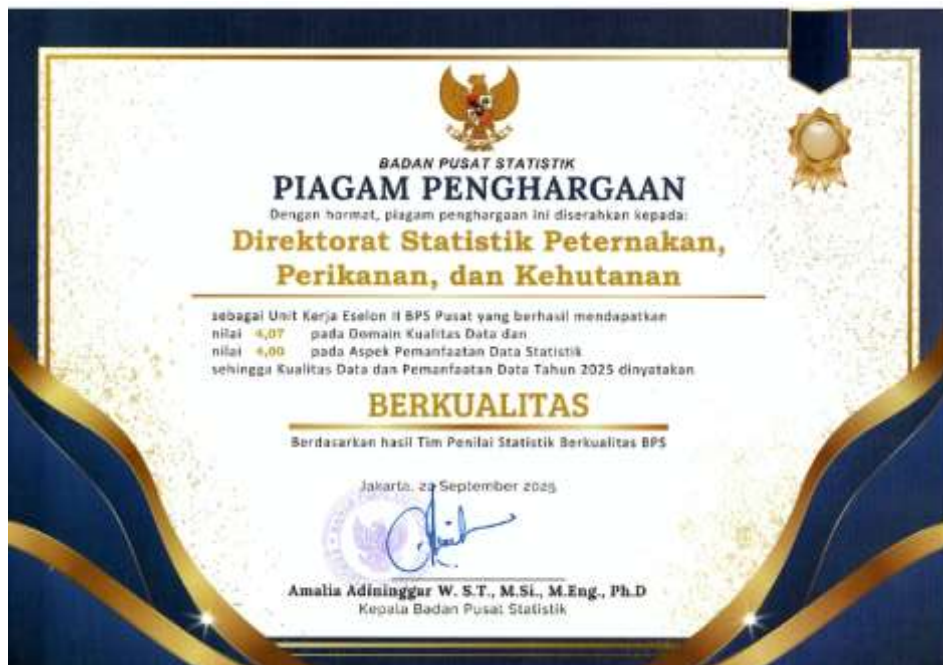 BADAN PUSAT STATISTIK
PIAGAM PENGHARGAAN
Dengan hormat, piagam penghargaan ini diserahkan kepada:
Direktorat Statistik Peternakan,
Perikanan, dan Kehutanan
sebagai Unit Kerja Eselon II BPS Pusat yang berhasil mendapatkan
nilai 4,07 pada Domain Kualitas Data dan
nilai 4,00 pada Aspek Pemanfaatan Data Statistik
sehingga Kualitas Data dan Pemanfaatan Data Tahun 2025 dinyatakan
BERKUALITAS
Berdasarkan hasil Tim Penilai Statistik Berkualitas BPS
Jakarta, September 2025
Amalia Adininggar W. S.T., M.Si., M.Eng., Ph.D
Kepala Badan Pusat Statistik